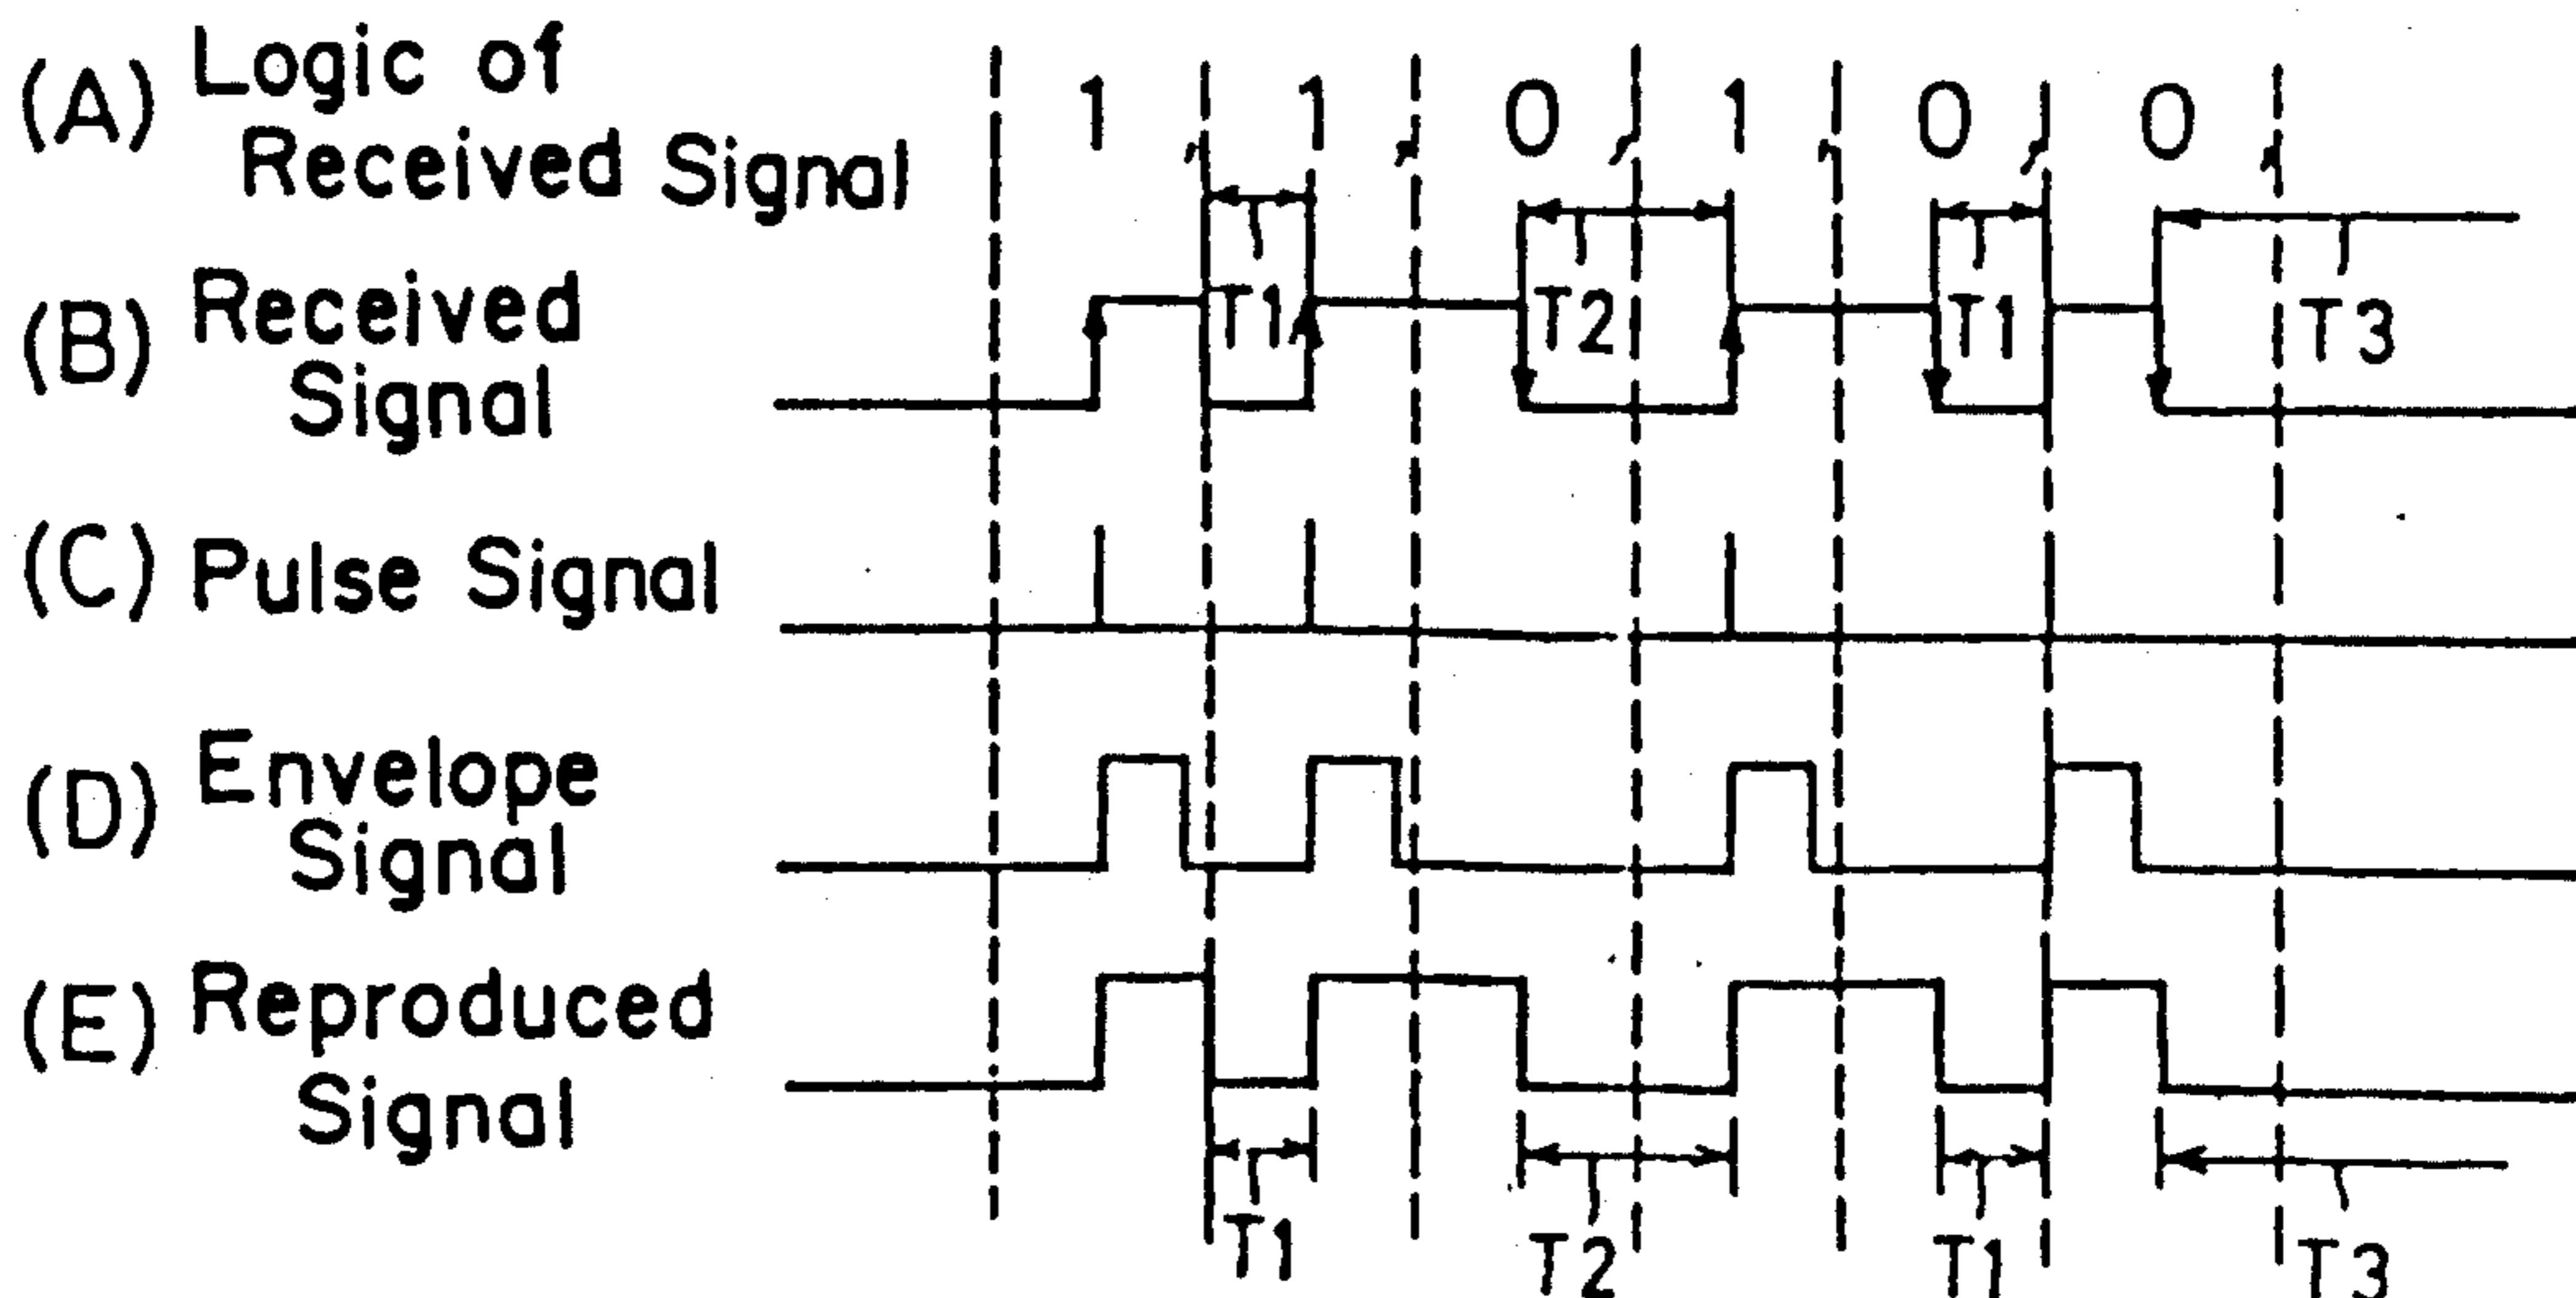 (A) Logic of
Received Signal
1, 1, 0, 1, 0, 0,
(B) Received
Signal
T1 T2 T1 T3
(C) Pulse Signal
(D) Envelope
Signal
(E) Reproduced
Signal
T1 T2 T1 T3